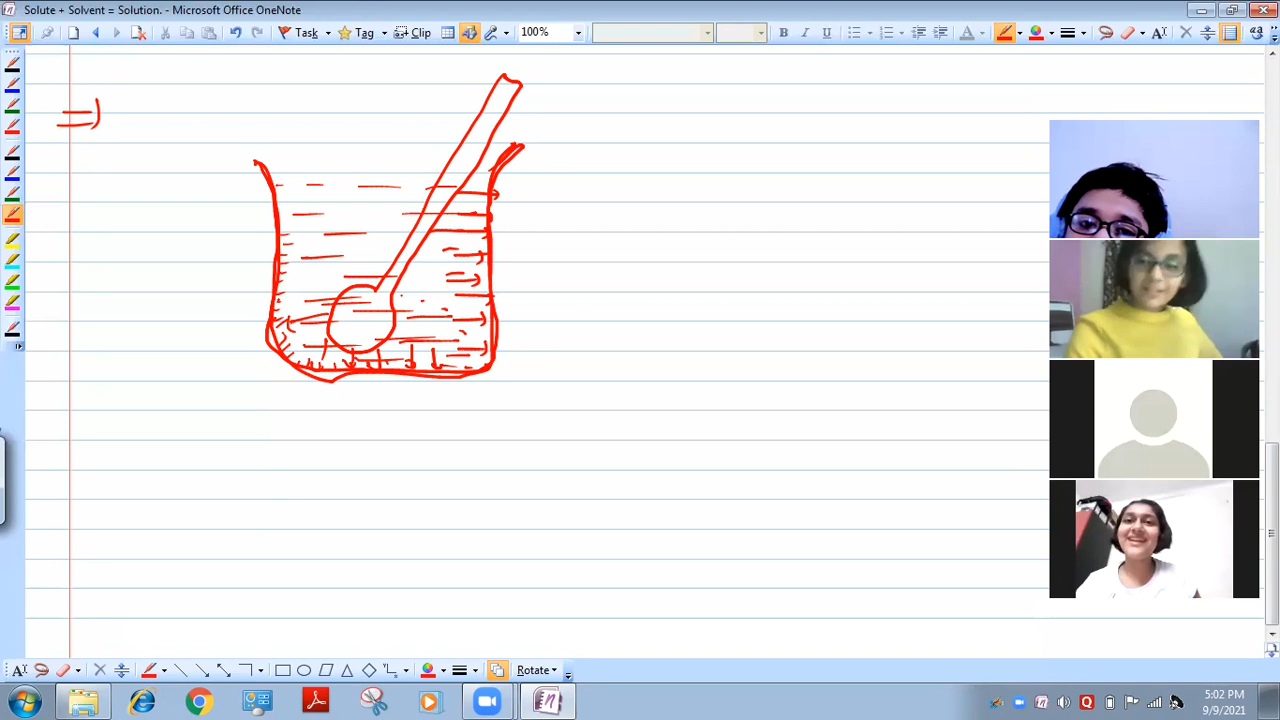 Solute + Solvent = Solution. - Microsoft Office OneNote
Task Tag Clip 100% B I U A A
A Rotate
5:02 PM
9/9/2021